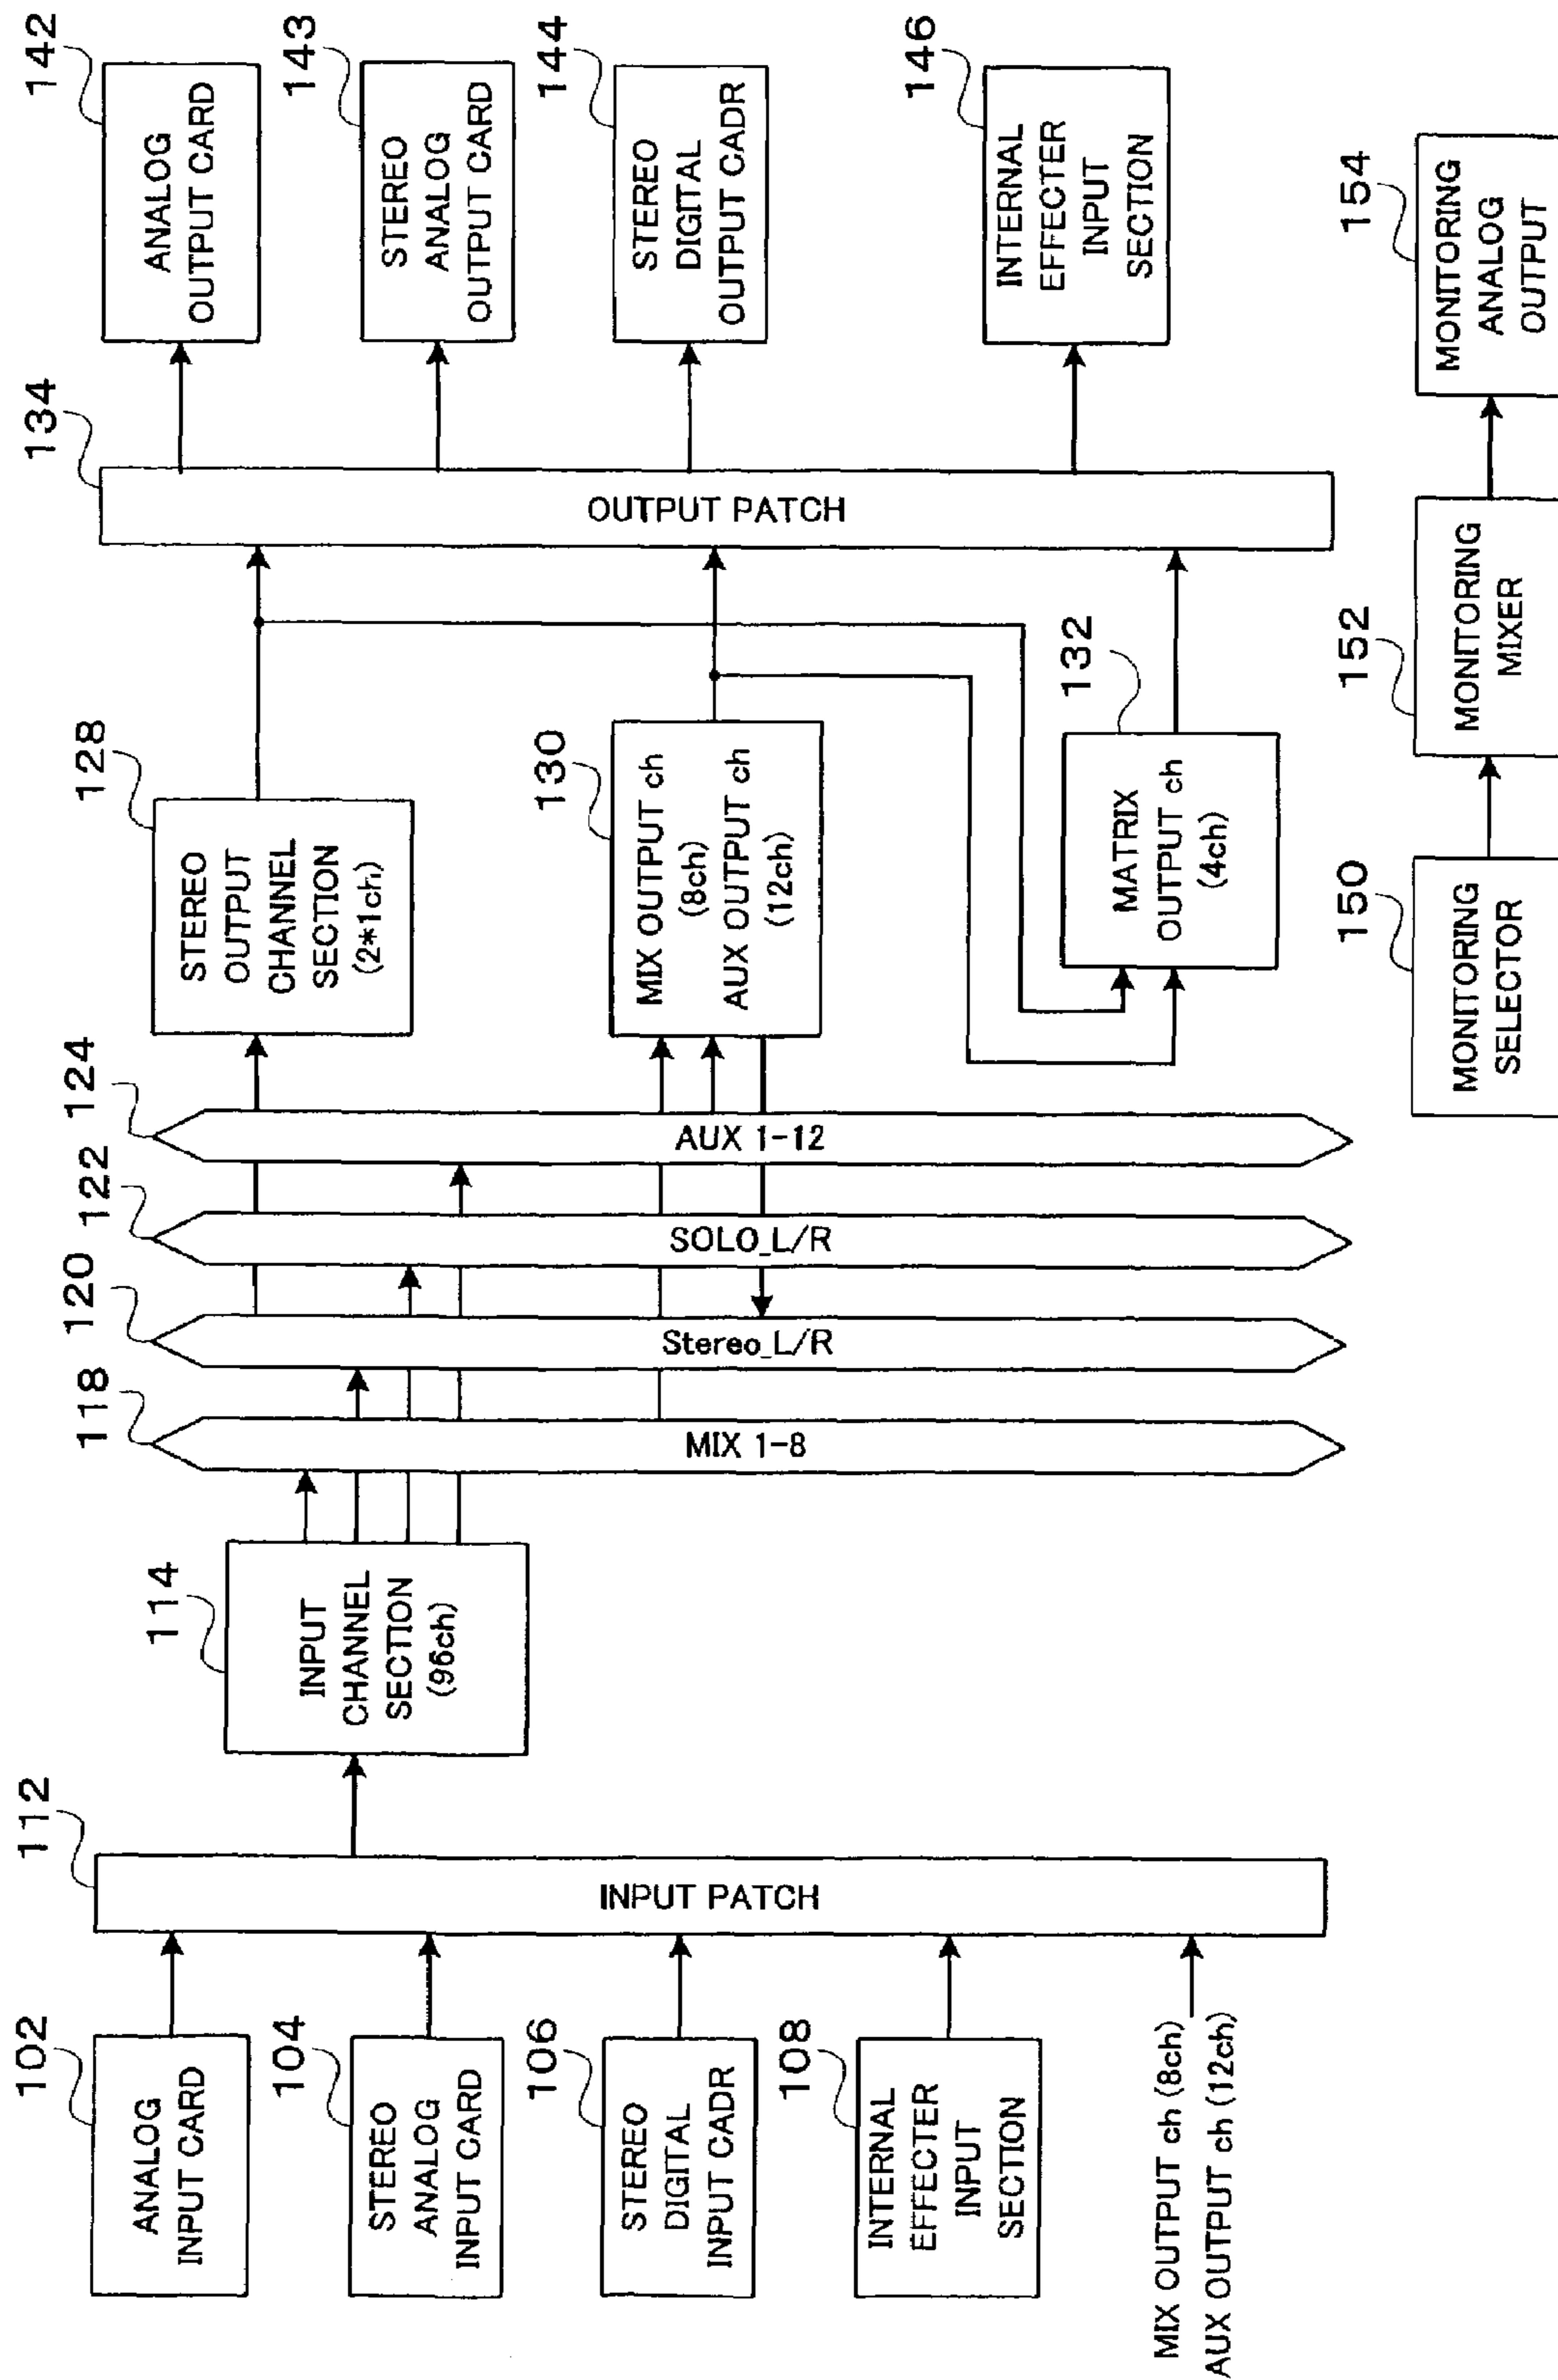 102
ANALOG
INPUT CARD
104
STEREO
ANALOG
INPUT CARD
106
STEREO
DIGITAL
INPUT CADR
108
INTERNAL
EFFECTER
INPUT
SECTION
MIX OUTPUT ch (8ch)
AUX OUTPUT ch (12ch)
112
INPUT PATCH
114
INPUT
CHANNEL
SECTION
(96ch)
118
MIX 1-8
120
Stereo_L/R
122
SOLO_L/R
124
AUX 1-12
128
STEREO
OUTPUT
CHANNEL
SECTION
(2*1ch)
130
MIX OUTPUT ch
(8ch)
AUX OUTPUT ch
(12ch)
132
MATRIX
OUTPUT ch
(4ch)
134
OUTPUT PATCH
142
ANALOG
OUTPUT CARD
143
STEREO
ANALOG
OUTPUT CARD
144
STEREO
DIGITAL
OUTPUT CADR
146
INTERNAL
EFFECTER
INPUT
SECTION
150
MONITORING
SELECTOR
152
MONITORING
MIXER
154
MONITORING
ANALOG
OUTPUT